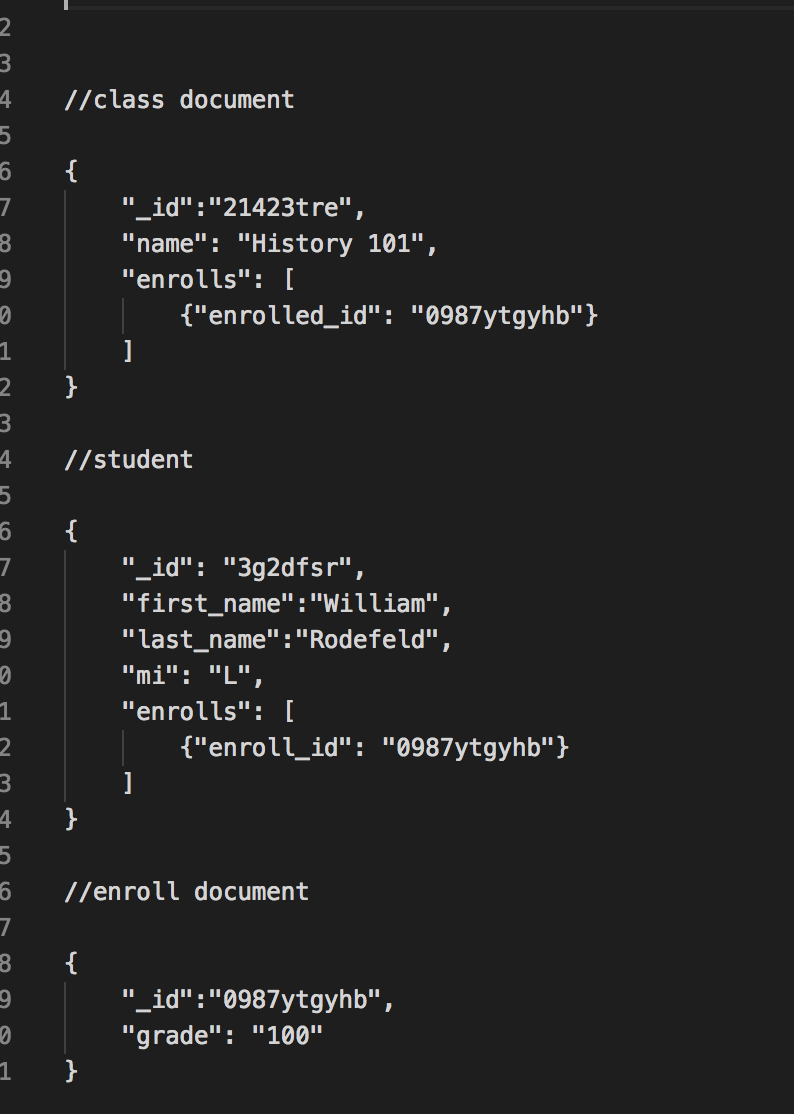 2
3
4 //class document
5
6 {
7     "_id":"21423tre",
8     "name": "History 101",
9     "enrolls": [
0         {"enrolled_id": "0987ytgyhb"}
1     ]
2 }
3
4 //student
5
6 {
7     "_id": "3g2dfsr",
8     "first_name":"William",
9     "last_name":"Rodefeld",
0     "mi": "L",
1     "enrolls": [
2         {"enroll_id": "0987ytgyhb"}
3     ]
4 }
5
6 //enroll document
7
8 {
9     "_id":"0987ytgyhb",
0     "grade": "100"
1 }